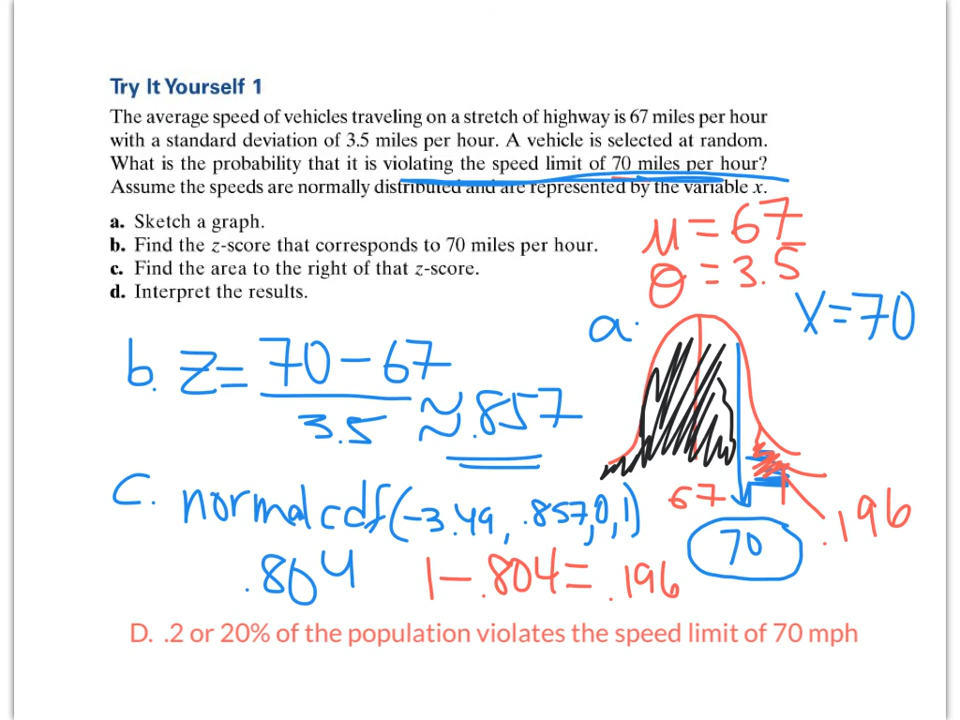 Try It Yourself 1
The average speed of vehicles traveling on a stretch of highway is 67 miles per hour
with a standard deviation of 3.5 miles per hour. A vehicle is selected at random.
What is the probability that it is violating the speed limit of 70 miles per hour?
Assume the speeds are normally distributed and are represented by the variable x.
a. Sketch a graph.
b. Find the z-score that corresponds to 70 miles per hour.
c. Find the area to the right of that z-score.
d. Interpret the results.
μ = 67
θ = 3.5
X=70
a.
b. z= 70 - 67
3.5
≈ .857
67
70
.196
C. normalcdf(-3.49, .857,0,1)
.804
1 - .804 = .196
D. .2 or 20% of the population violates the speed limit of 70 mph